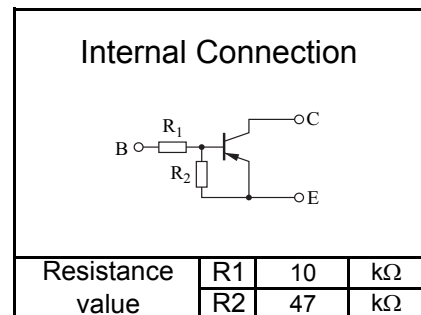 Internal Connection
C
R1
B
R2
E
Resistance value R1 10 kΩ
R2 47 kΩ